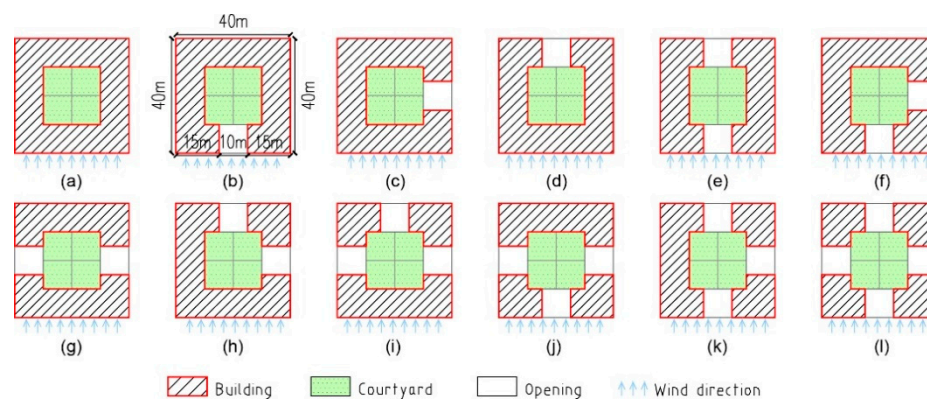 40m
40m
40m
15m 10m 15m
(a) (b) (c) (d) (e) (f)
(g) (h) (i) (j) (k) (l)
Building Courtyard Opening Wind direction